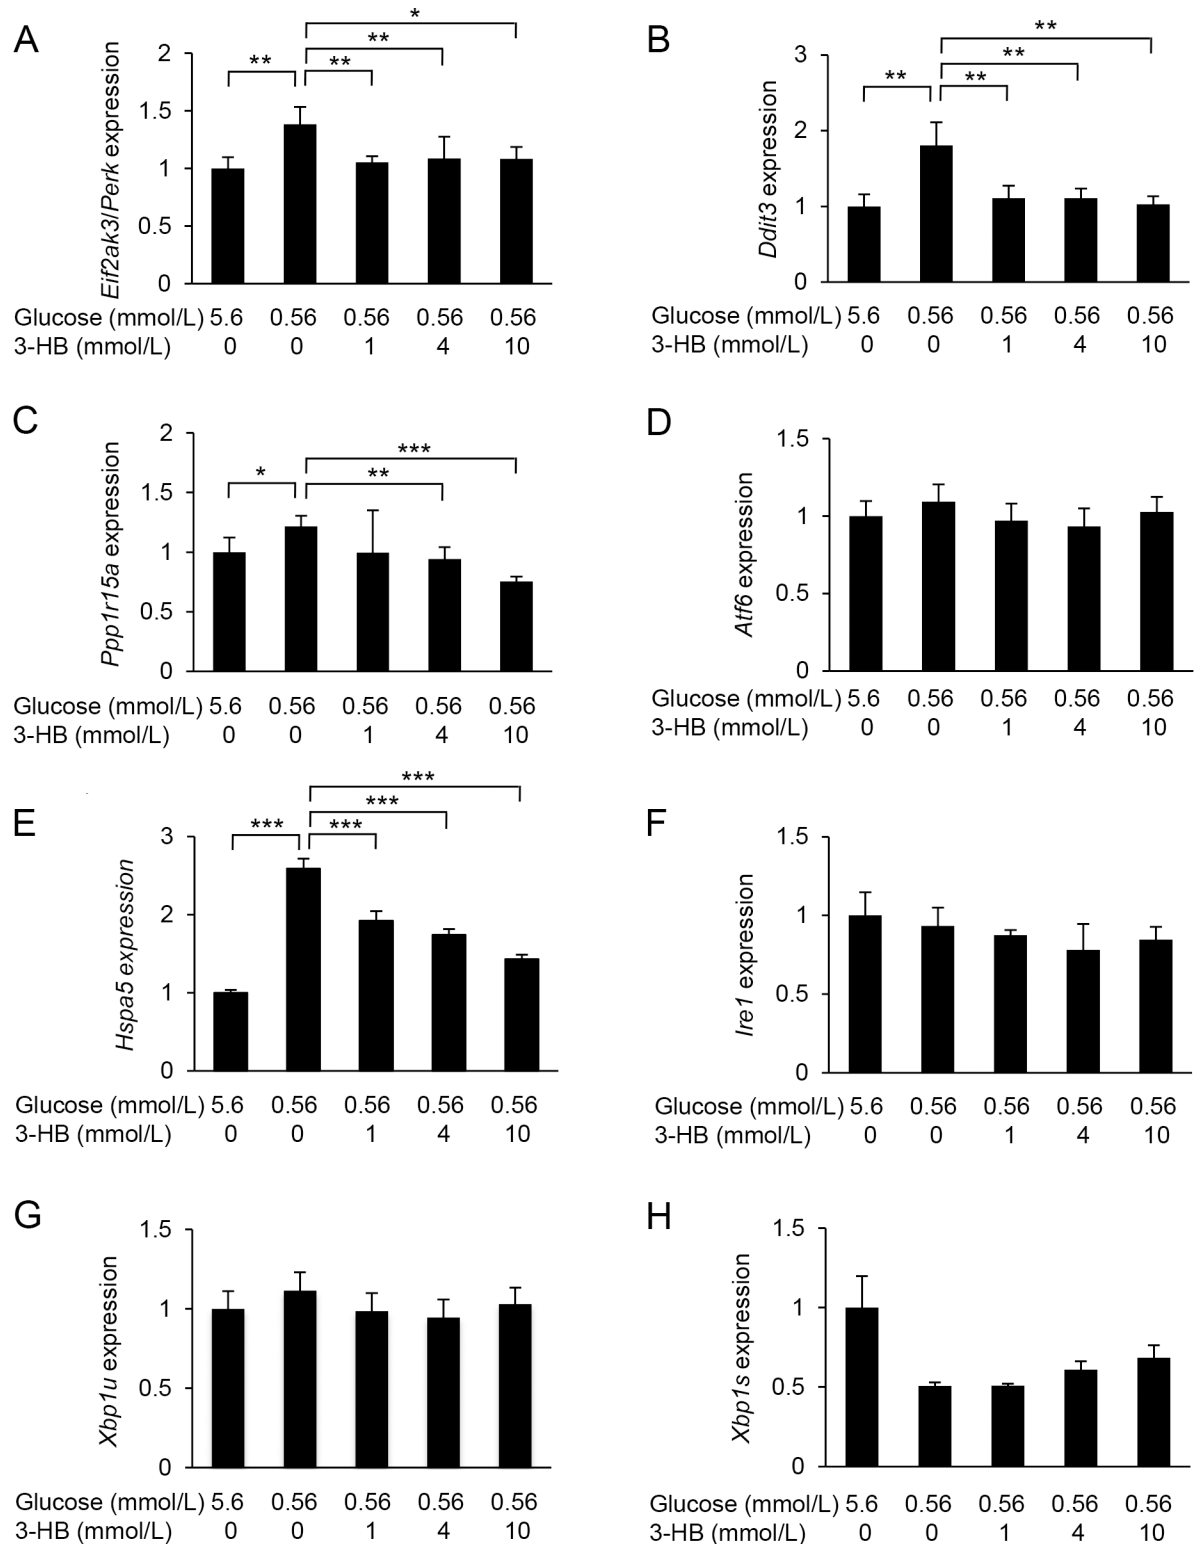 A
Eif2ak3/Perk expression
2
1.5
1
0.5
0
** ** ** *
Glucose (mmol/L) 5.6 0.56 0.56 0.56 0.56
3-HB (mmol/L) 0 0 1 4 10
B
Ddit3 expression
3
2
1
0
** ** ** **
Glucose (mmol/L) 5.6 0.56 0.56 0.56 0.56
3-HB (mmol/L) 0 0 1 4 10
C
Ppp1r15a expression
2
1.5
1
0.5
0
* ** ***
Glucose (mmol/L) 5.6 0.56 0.56 0.56 0.56
3-HB (mmol/L) 0 0 1 4 10
D
Atf6 expression
1.5
1
0.5
0
Glucose (mmol/L) 5.6 0.56 0.56 0.56 0.56
3-HB (mmol/L) 0 0 1 4 10
E
Hspa5 expression
3
2
1
0
*** *** *** ***
Glucose (mmol/L) 5.6 0.56 0.56 0.56 0.56
3-HB (mmol/L) 0 0 1 4 10
F
Ire1 expression
1.5
1
0.5
0
Glucose (mmol/L) 5.6 0.56 0.56 0.56 0.56
3-HB (mmol/L) 0 0 1 4 10
G
Xbp1u expression
1.5
1
0.5
0
Glucose (mmol/L) 5.6 0.56 0.56 0.56 0.56
3-HB (mmol/L) 0 0 1 4 10
H
Xbp1s expression
1.5
1
0.5
0
Glucose (mmol/L) 5.6 0.56 0.56 0.56 0.56
3-HB (mmol/L) 0 0 1 4 10